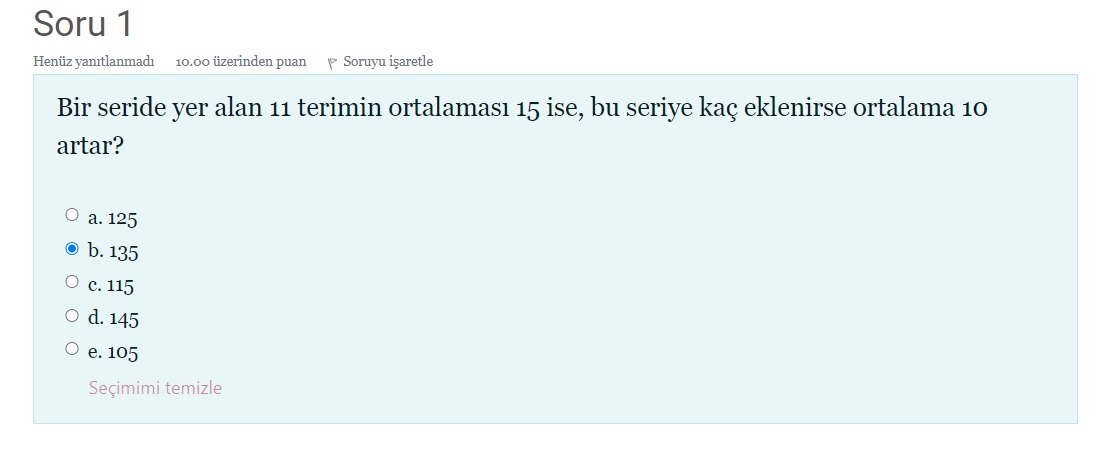 Soru 1
Henüz yanıtlanmadı 10.00 üzerinden puan Soruyu işaretle
Bir seride yer alan 11 terimin ortalaması 15 ise, bu seriye kaç eklenirse ortalama 10
artar?
a. 125
b. 135
c. 115
d. 145
e. 105
Seçimimi temizle